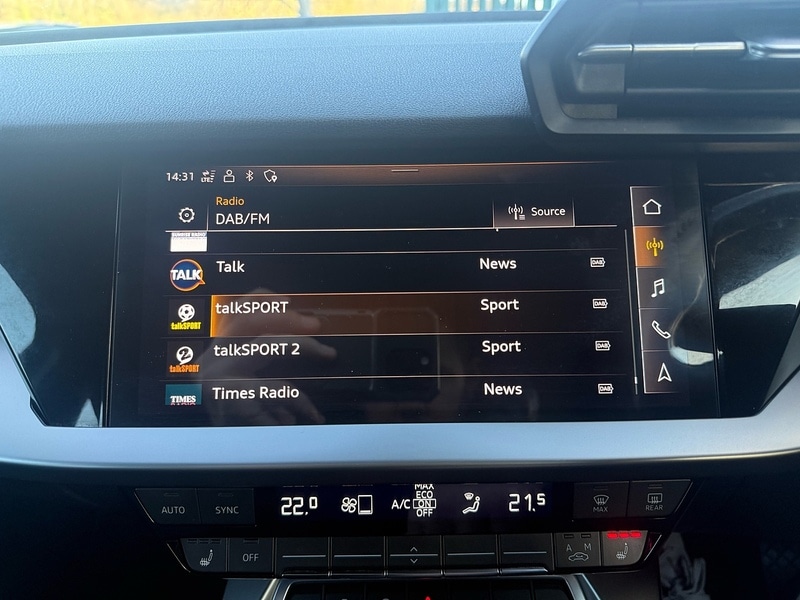 14:31 LTE
Radio
DAB/FM
Source
SUNRISE RADIO
TALK Talk News DAB
talkSPORT talkSPORT Sport DAB
2 talkSPORT talkSPORT 2 Sport DAB
TIMES RADIO Times Radio News DAB
AUTO SYNC 22.0 A/C MAX ECO ON OFF 21.5 MAX REAR
OFF A M